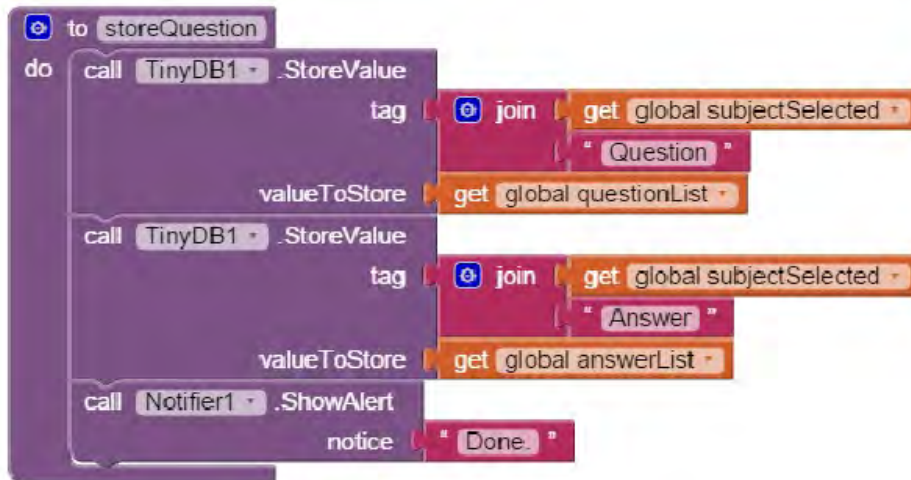 to storeQuestion
do call TinyDB1 .StoreValue
tag join get global subjectSelected
" Question "
valueToStore get global questionList
call TinyDB1 .StoreValue
tag join get global subjectSelected
" Answer "
valueToStore get global answerList
call Notifier1 .ShowAlert
notice " Done. "